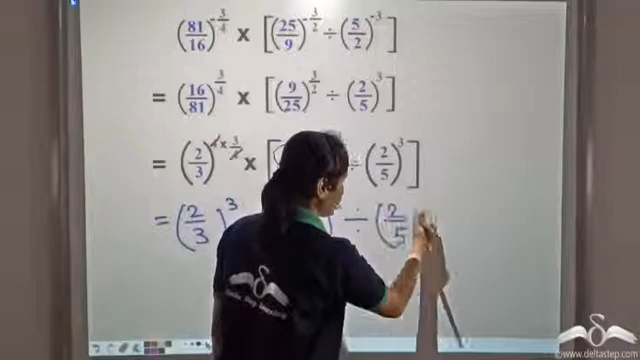 (81/16)^-3/4 x [(25/9)^-3/2 ÷ (5/2)^-3]
= (16/81)^3/4 x [(9/25)^3/2 ÷ (2/5)^3]
= (2/3)^4 x 3/4 x [ ÷ (2/5)^3]
= (2/3)^3 ÷ (2/5
©www.deltastep.com